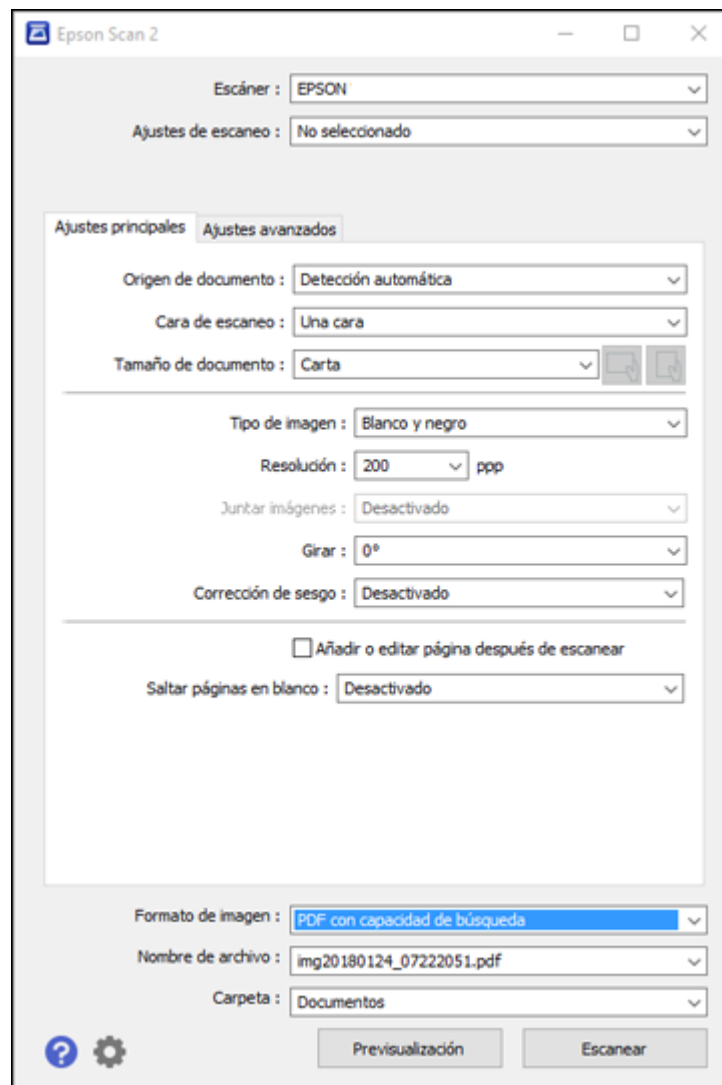 Epson Scan 2
Escáner : EPSON
Ajustes de escaneo : No seleccionado
Ajustes principales Ajustes avanzados
Origen de documento : Detección automática
Cara de escaneo : Una cara
Tamaño de documento : Carta
Tipo de imagen : Blanco y negro
Resolución : 200 ppp
Juntar imágenes : Desactivado
Girar : 0°
Corrección de sesgo : Desactivado
Añadir o editar página después de escanear
Saltar páginas en blanco : Desactivado
Formato de imagen : PDF con capacidad de búsqueda
Nombre de archivo : img20180124_07222051.pdf
Carpeta : Documentos
? Previsualización Escanear